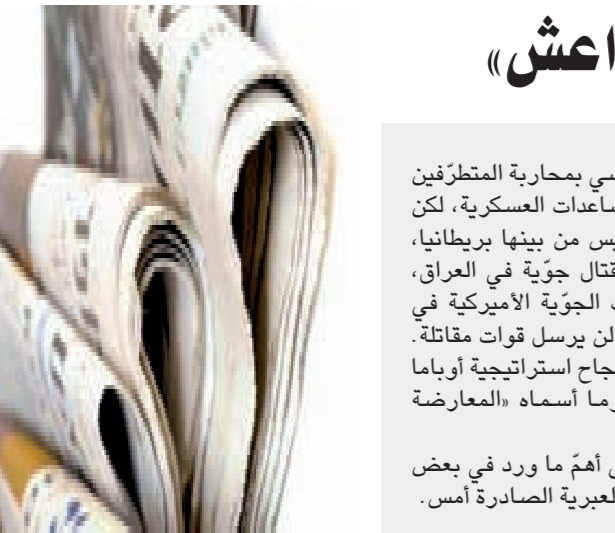 اعش»
سي بمحاربة المتطرّفين
ساعدات العسكرية، لكن
يس من بينها بريطانيا،
قتال جوّية في العراق،
الجوّية الأميركية في
لن يرسل قوات مقاتلة.
جاح استراتيجية أوباما
رما أسماه «المعارضة
أهمّ ما ورد في بعض
لعبرية الصادرة أمس.